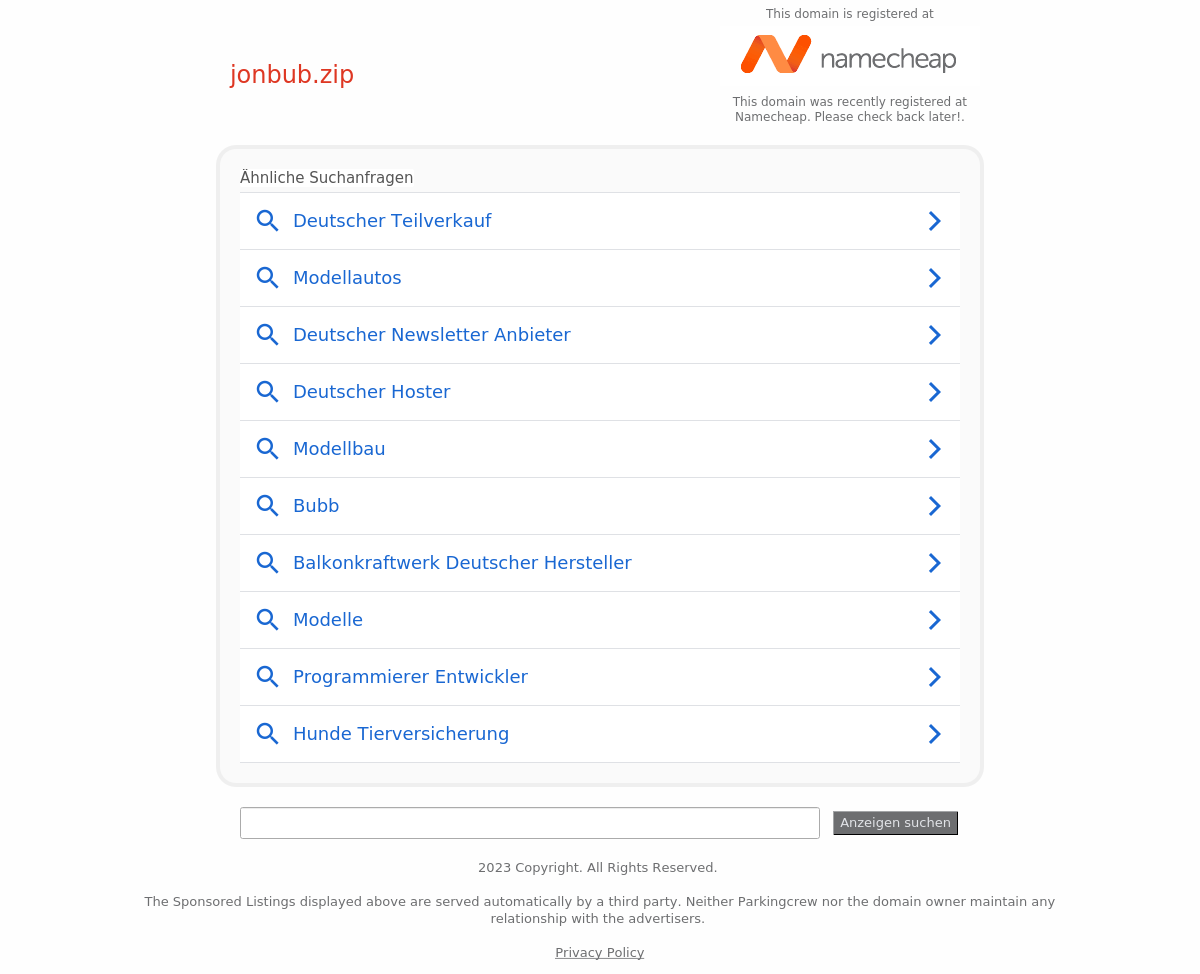 This domain is registered at
namecheap
jonbub.zip
This domain was recently registered at
Namecheap. Please check back later!.
Ähnliche Suchanfragen
Deutscher Teilverkauf
Modellautos
Deutscher Newsletter Anbieter
Deutscher Hoster
Modellbau
Bubb
Balkonkraftwerk Deutscher Hersteller
Modelle
Programmierer Entwickler
Hunde Tierversicherung
Anzeigen suchen
2023 Copyright. All Rights Reserved.
The Sponsored Listings displayed above are served automatically by a third party. Neither Parkingcrew nor the domain owner maintain any
relationship with the advertisers.
Privacy Policy